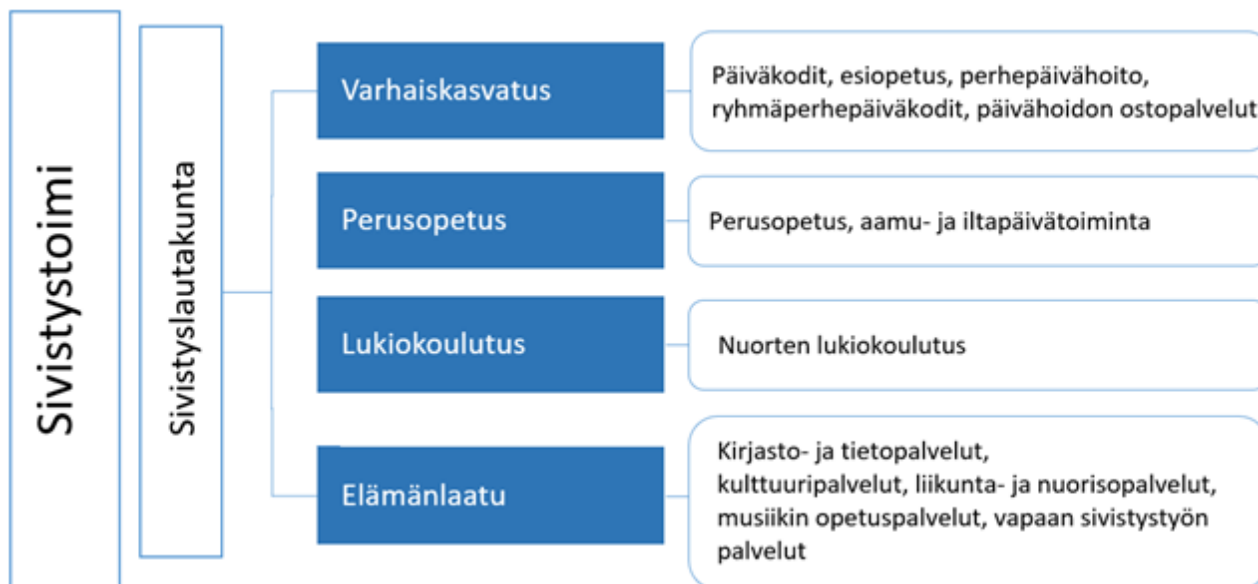 Sivistystoimi
Sivistyslautakunta
Varhaiskasvatus
Päiväkodit, esiopetus, perhepäivähoito,
ryhmäperhepäiväkodit, päivähoidon ostopalvelut
Perusopetus
Perusopetus, aamu- ja iltapäivätoiminta
Lukiokoulutus
Nuorten lukiokoulutus
Elämänlaatu
Kirjasto- ja tietopalvelut,
kulttuuripalvelut, liikunta- ja nuorisopalvelut,
musiikin opetuspalvelut, vapaan sivistystyön
palvelut